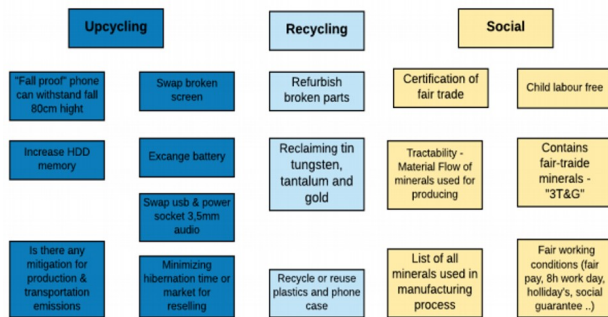 Upcycling
Recycling
Social
"Fall proof" phone
can withstand fall
80cm hight
Swap broken
screen
Refurbish
broken parts
Certification of
fair trade
Child labour free
Increase HDD
memory
Excange battery
Reclaiming tin
tungsten,
tantalum and
gold
Tractability -
Material Flow of
minerals used for
producing
Contains
fair-traide
minerals -
"3T&G"
Swap usb & power
socket 3,5mm
audio
Is there any
mitigation for
production &
transportation
emissions
Minimizing
hibernation time or
market for
reselling
Recycle or reuse
plastics and phone
case
List of all
minerals used in
manufacturing
process
Fair working
conditions (fair
pay, 8h work day,
holliday's, social
guarantee ..)